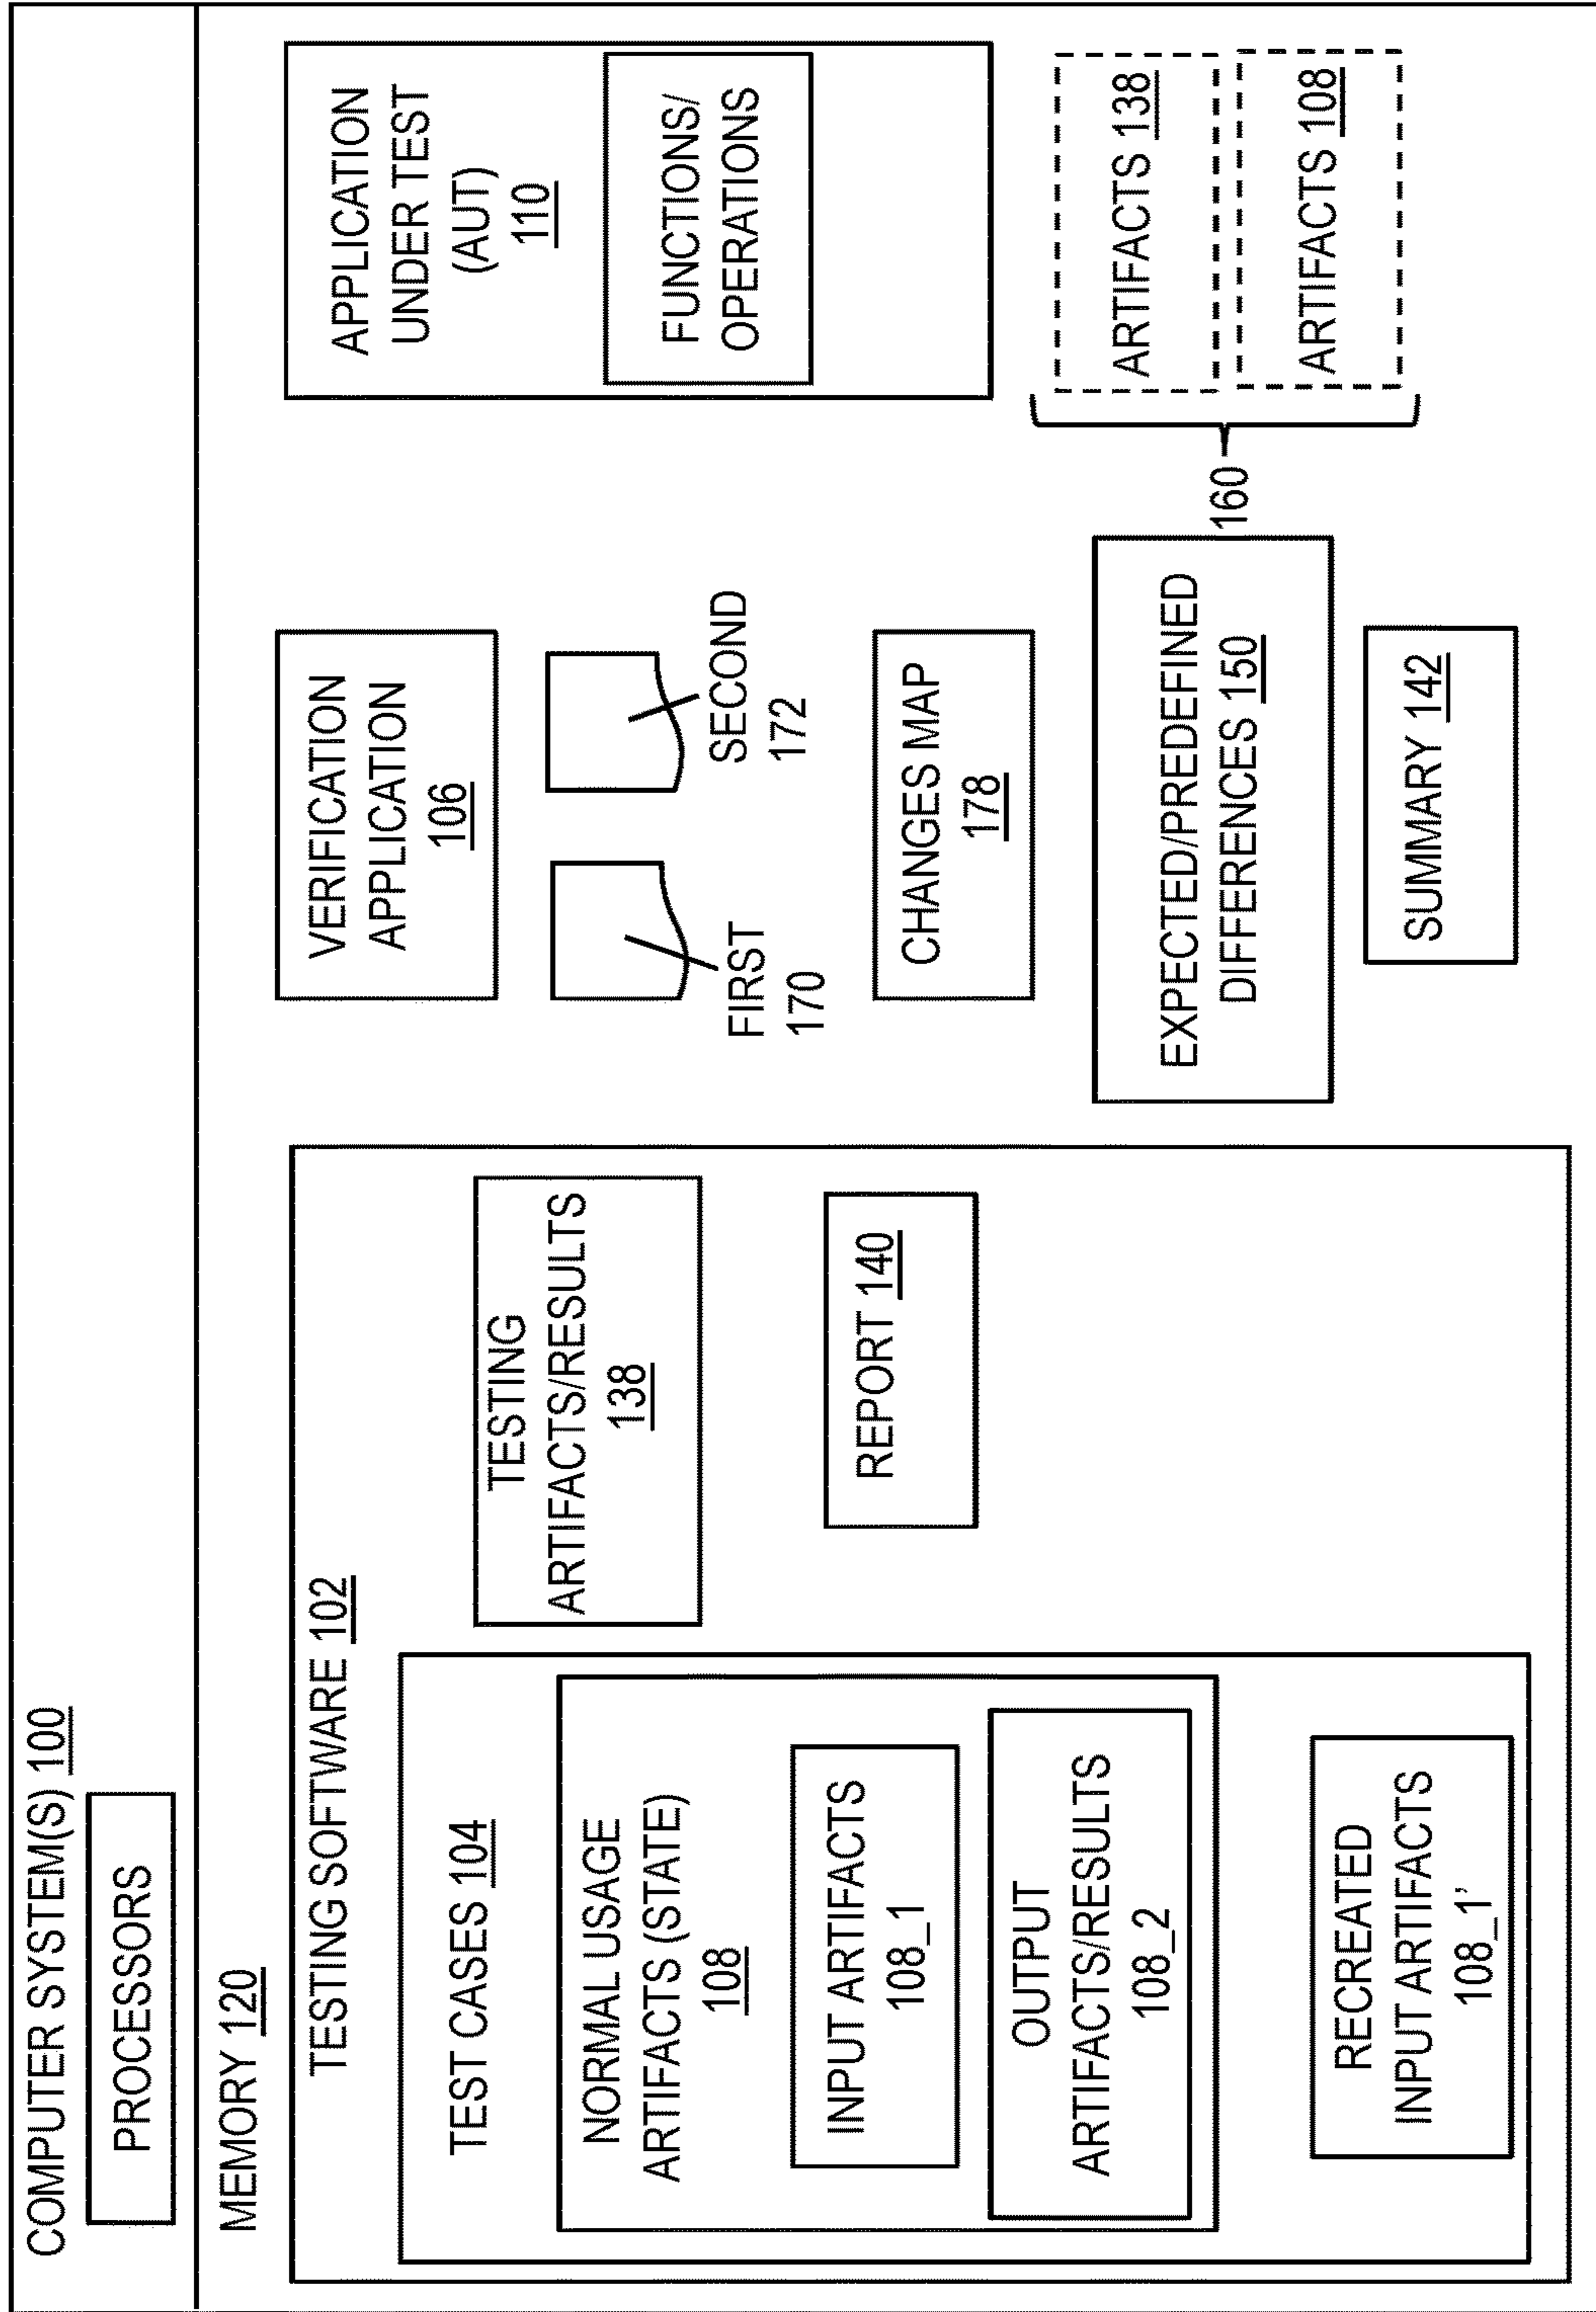 COMPUTER SYSTEM(S) 100
PROCESSORS
MEMORY 120
TESTING SOFTWARE 102
TEST CASES 104
NORMAL USAGE
ARTIFACTS (STATE)
108
INPUT ARTIFACTS
108_1
OUTPUT
ARTIFACTS/RESULTS
108_2
RECREATED
INPUT ARTIFACTS
108_1’
TESTING
ARTIFACTS/RESULTS
138
REPORT 140
VERIFICATION
APPLICATION
106
FIRST
170
SECOND
172
CHANGES MAP
178
EXPECTED/PREDEFINED
DIFFERENCES 150
SUMMARY 142
APPLICATION
UNDER TEST
(AUT)
110
FUNCTIONS/
OPERATIONS
160
ARTIFACTS 138
ARTIFACTS 108